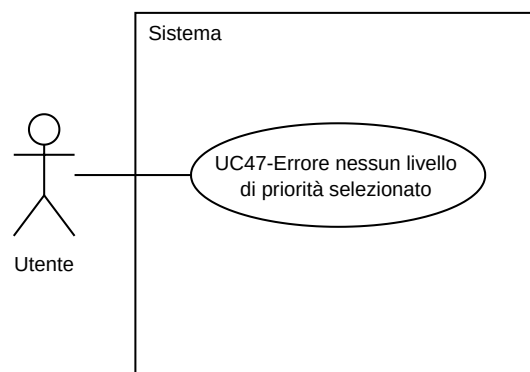 Sistema
UC47-Errore nessun livello
di priorità selezionato
Utente